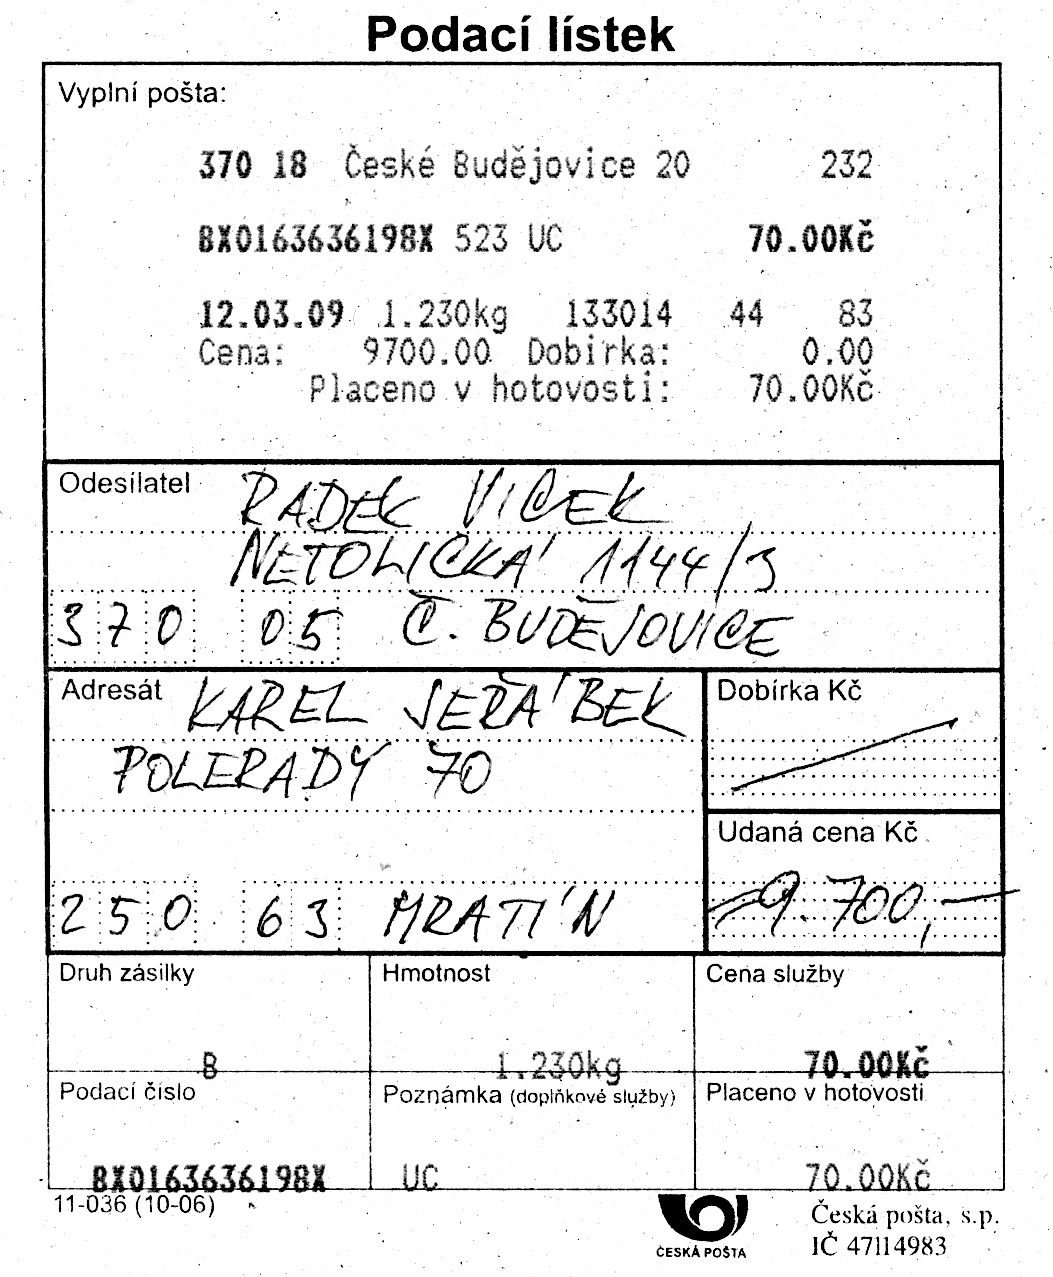 Podací lístek
Vyplní pošta:
370 18 České Budějovice 20 232
BX0163636198X 523 UC 70.00Kč
12.03.09 1.230kg 133014 44 83
Cena: 9700.00 Dobírka: 0.00
Placeno v hotovosti: 70.00Kč
Odesílatel RADEK VICEK
NETOLICKÁ 1144/3
370 05 Č. BUDĚJOVICE
Adresát KAREL JEŘÁBEK
POLERADY 70
250 63 MRATÍN
Dobírka Kč
Udaná cena Kč
9.700,—
Druh zásilky Hmotnost Cena služby
B 1.230kg 70.00Kč
Podací číslo Poznámka (doplňkové služby) Placeno v hotovosti
BX0163636198X UC 70.00Kč
11-036 (10-06)
ČESKÁ POŠTA
Česká pošta, s.p.
IČ 47114983